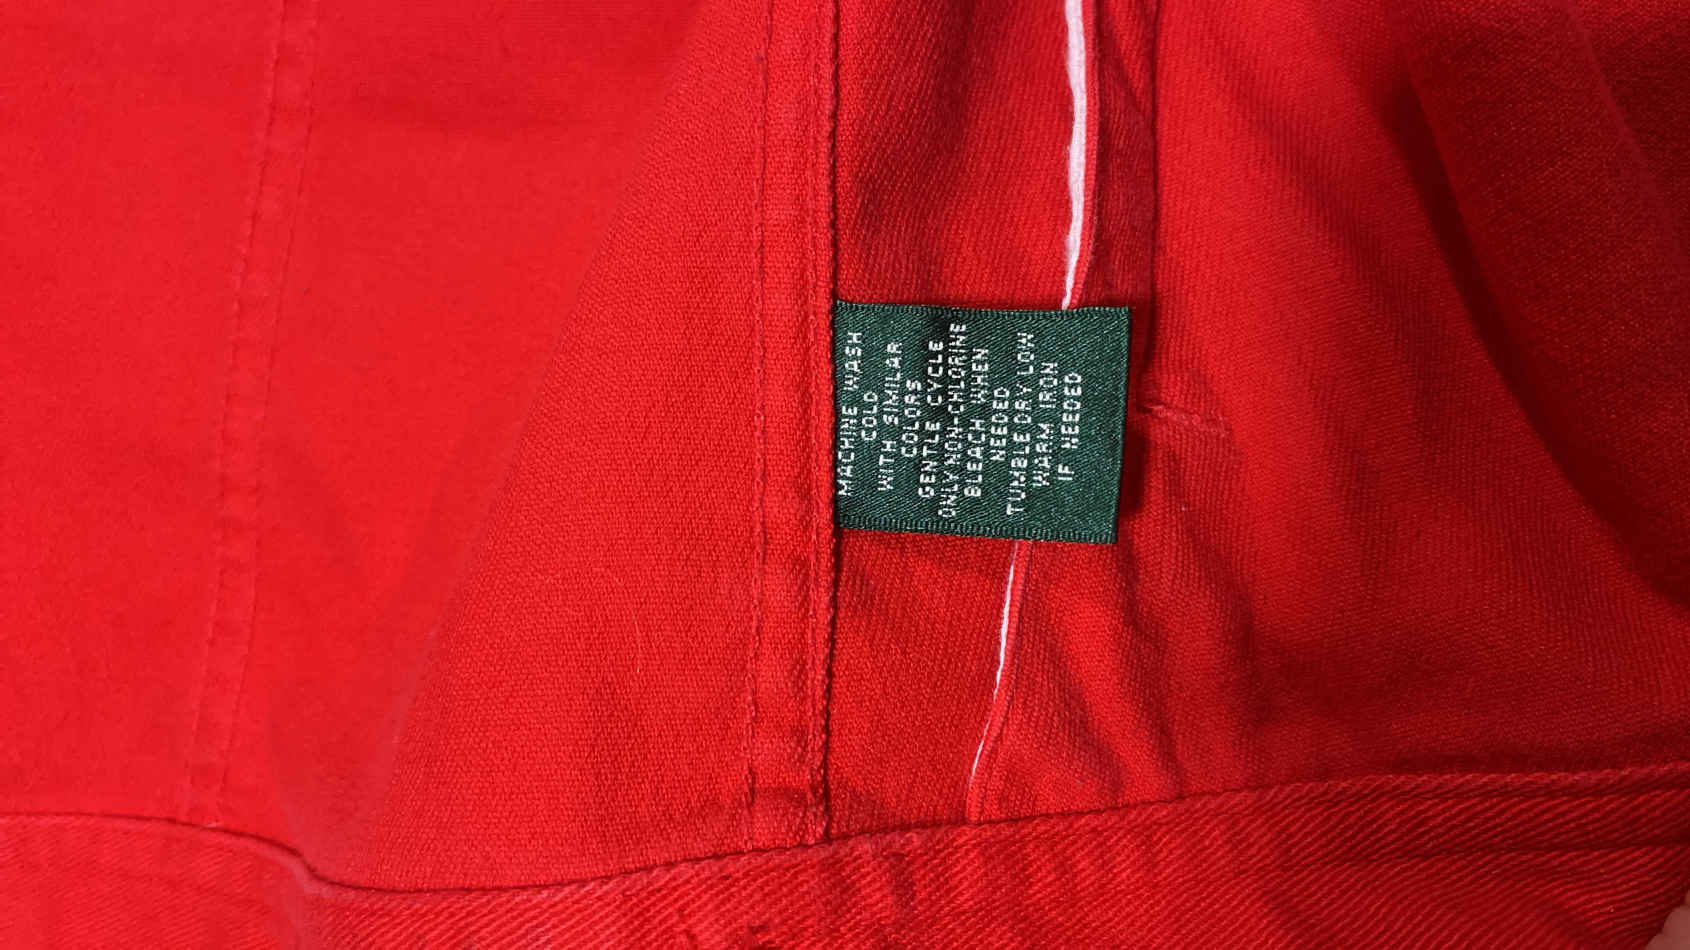 MACHINE WASH
COLD
WITH SIMILAR
COLORS
GENTLE CYCLE
ONLY NON-CHLORINE
BLEACH WHEN
NEEDED
TUMBLE DRY LOW
WARM IRON
IF NEEDED